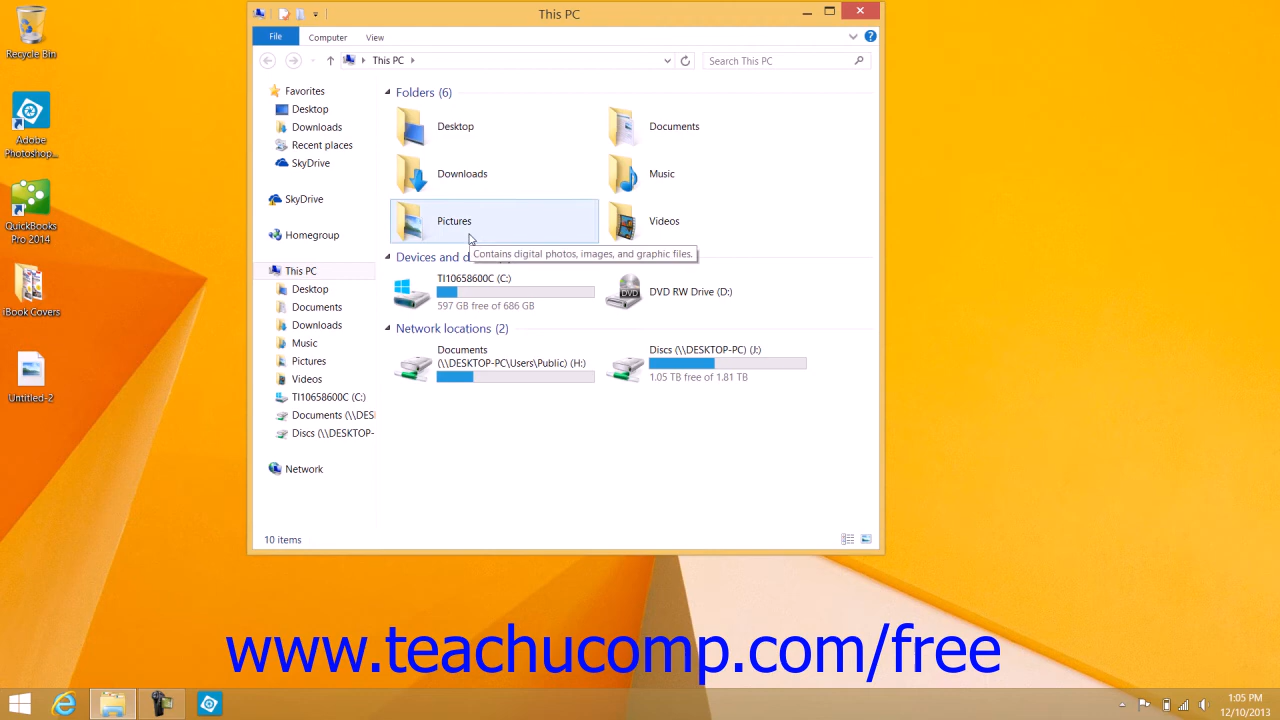 Recycle Bin
Adobe
Photoshop...
QuickBooks
Pro 2014
iBook Covers
Untitled-2
This PC
File
Computer
View
This PC
Search This PC
Favorites
Desktop
Downloads
Recent places
SkyDrive
SkyDrive
Homegroup
This PC
Desktop
Documents
Downloads
Music
Pictures
Videos
TI10658600C (C:)
Documents (\\DES
Discs (\\DESKTOP-
Network
Folders (6)
Desktop
Documents
Downloads
Music
Pictures
Videos
Contains digital photos, images, and graphic files.
Devices and d
TI10658600C (C:)
597 GB free of 686 GB
DVD
DVD RW Drive (D:)
Network locations (2)
Documents
(\\DESKTOP-PC\Users\Public) (H:)
Discs (\\DESKTOP-PC) (J:)
1.05 TB free of 1.81 TB
10 items
www.teachucomp.com/free
1:05 PM
12/10/2013